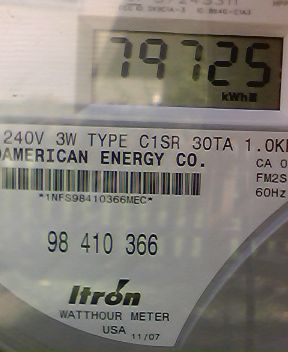 79725
kWh
240V 3W TYPE C1SR 30TA 1.0K
DAMERICAN ENERGY CO.
CA 0
FM2S
60Hz
*1NFS98410366MEC*
98 410 366
Itron
WATTHOUR METER
USA 11/07